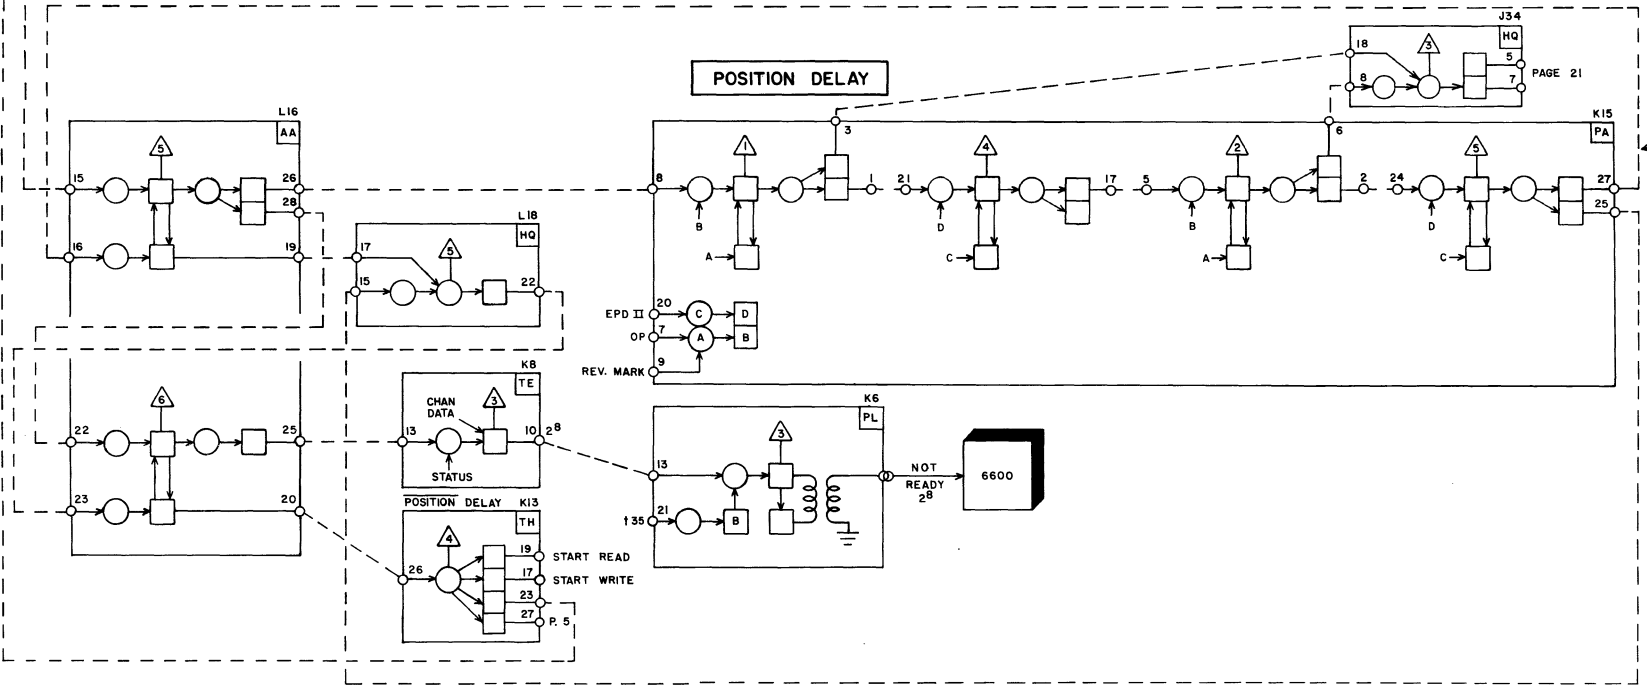 J34
HQ
18
3
5
8
7
PAGE 21
POSITION DELAY
L16
AA
5
15
26
28
16
19
K15
PA
3
6
1
4
2
5
8
1
21
17
5
2
24
27
25
B
D
B
D
A
C
A
C
L18
HQ
17
5
15
22
EPD II
20
C
D
OP
7
A
B
REV. MARK
9
6
22
25
23
20
K8
TE
CHAN
DATA
3
13
10
2⁸
STATUS
K6
PL
3
13
†35
21
B
NOT
READY
2⁸
6600
POSITION DELAY
K13
TH
4
26
19
START READ
17
START WRITE
23
27
P. 5